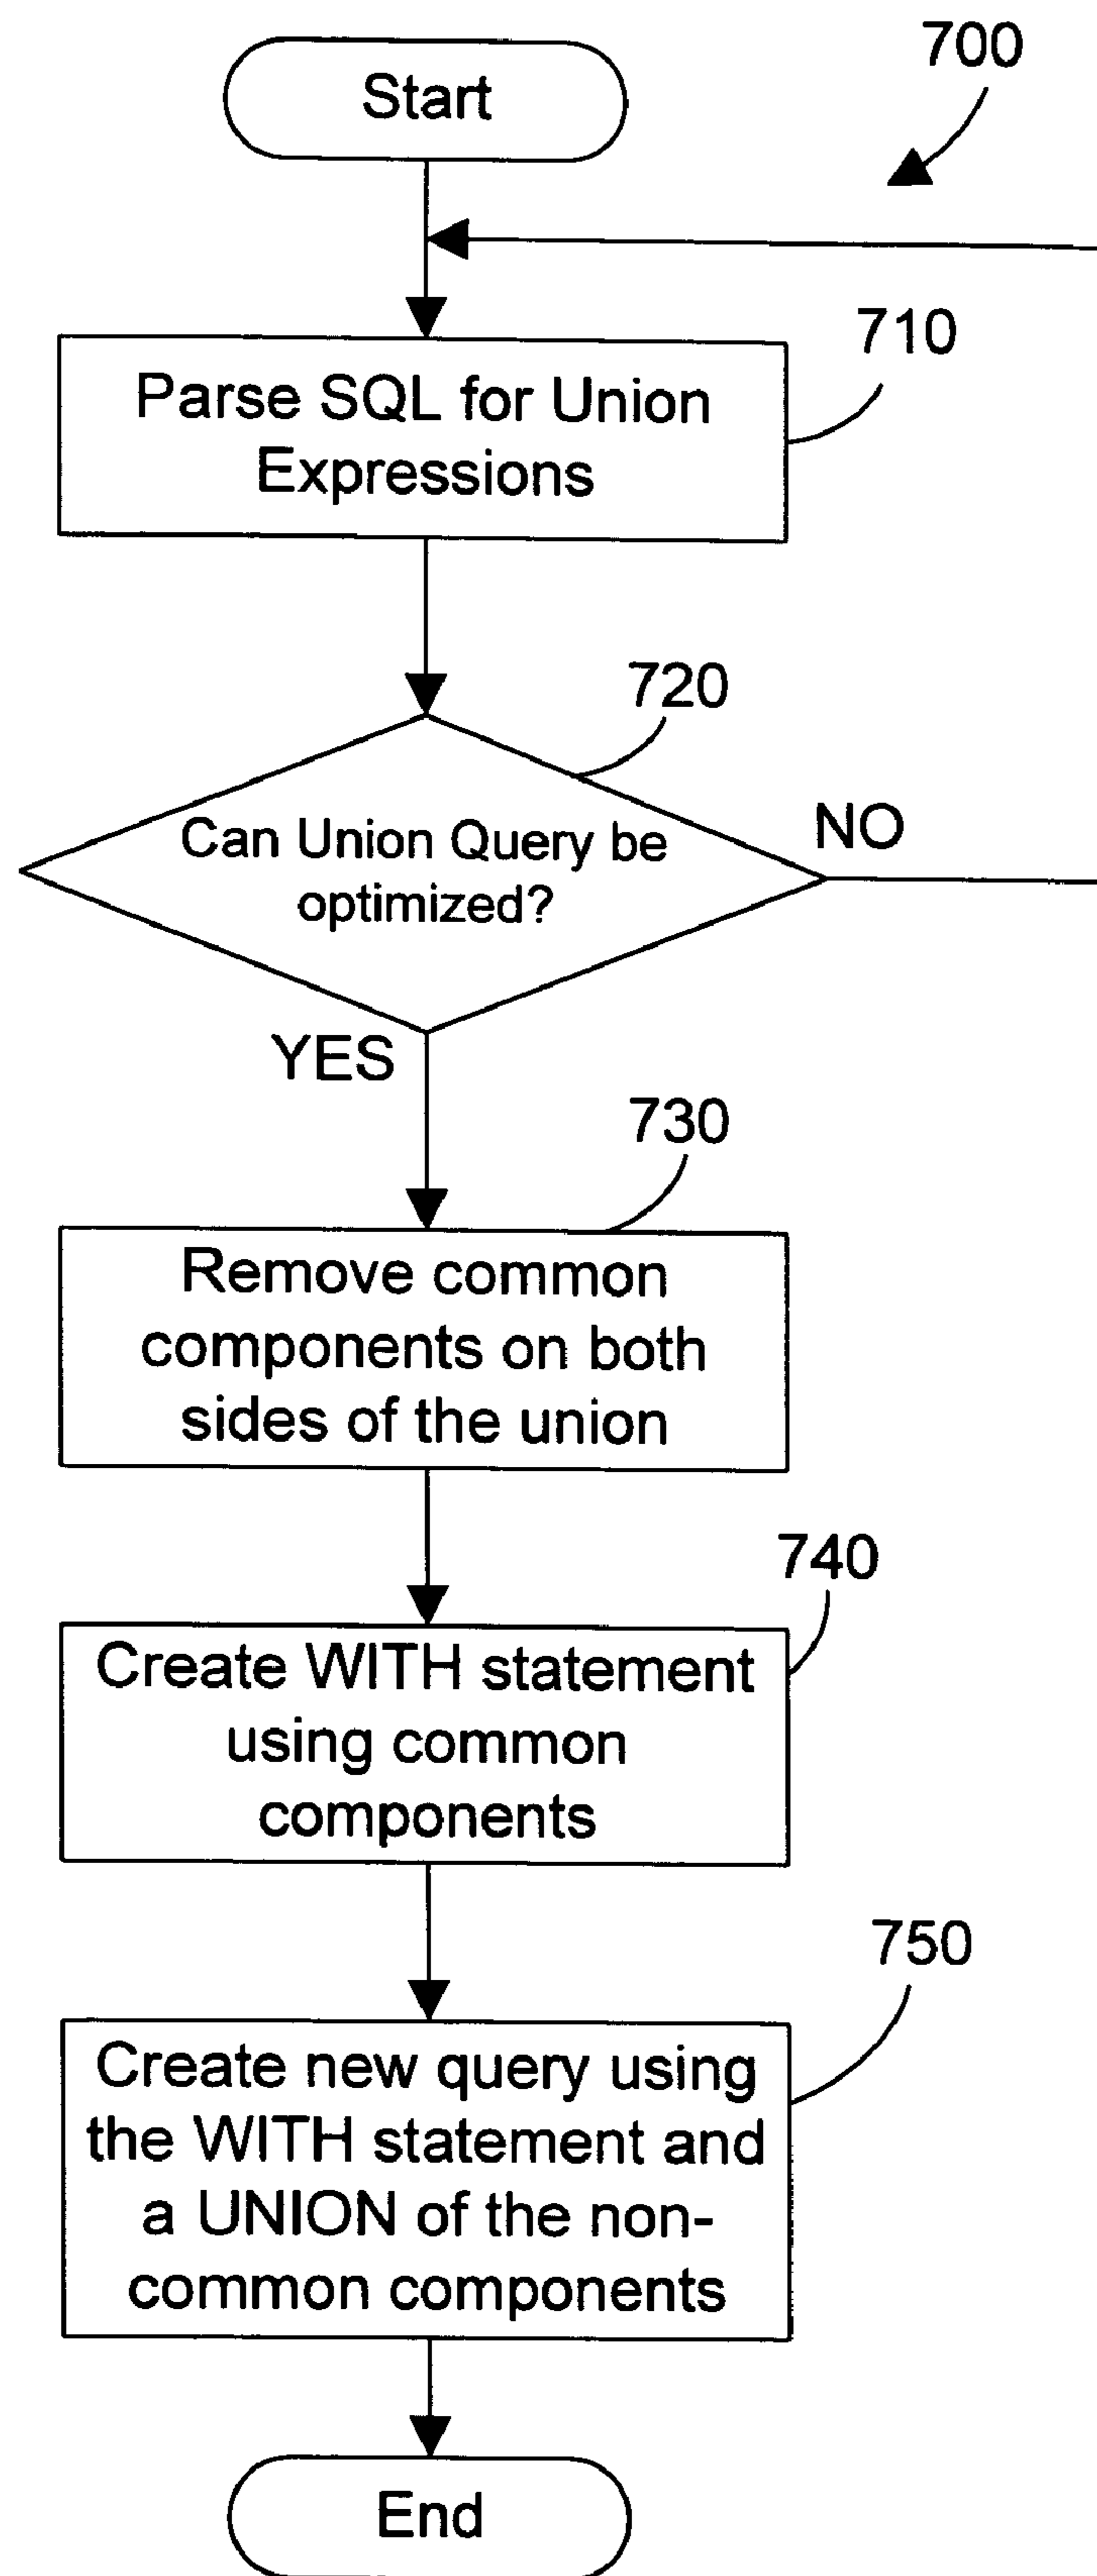 700
Start
710
Parse SQL for Union
Expressions
720
Can Union Query be
optimized?
NO
YES
730
Remove common
components on both
sides of the union
740
Create WITH statement
using common
components
750
Create new query using
the WITH statement and
a UNION of the non-
common components
End